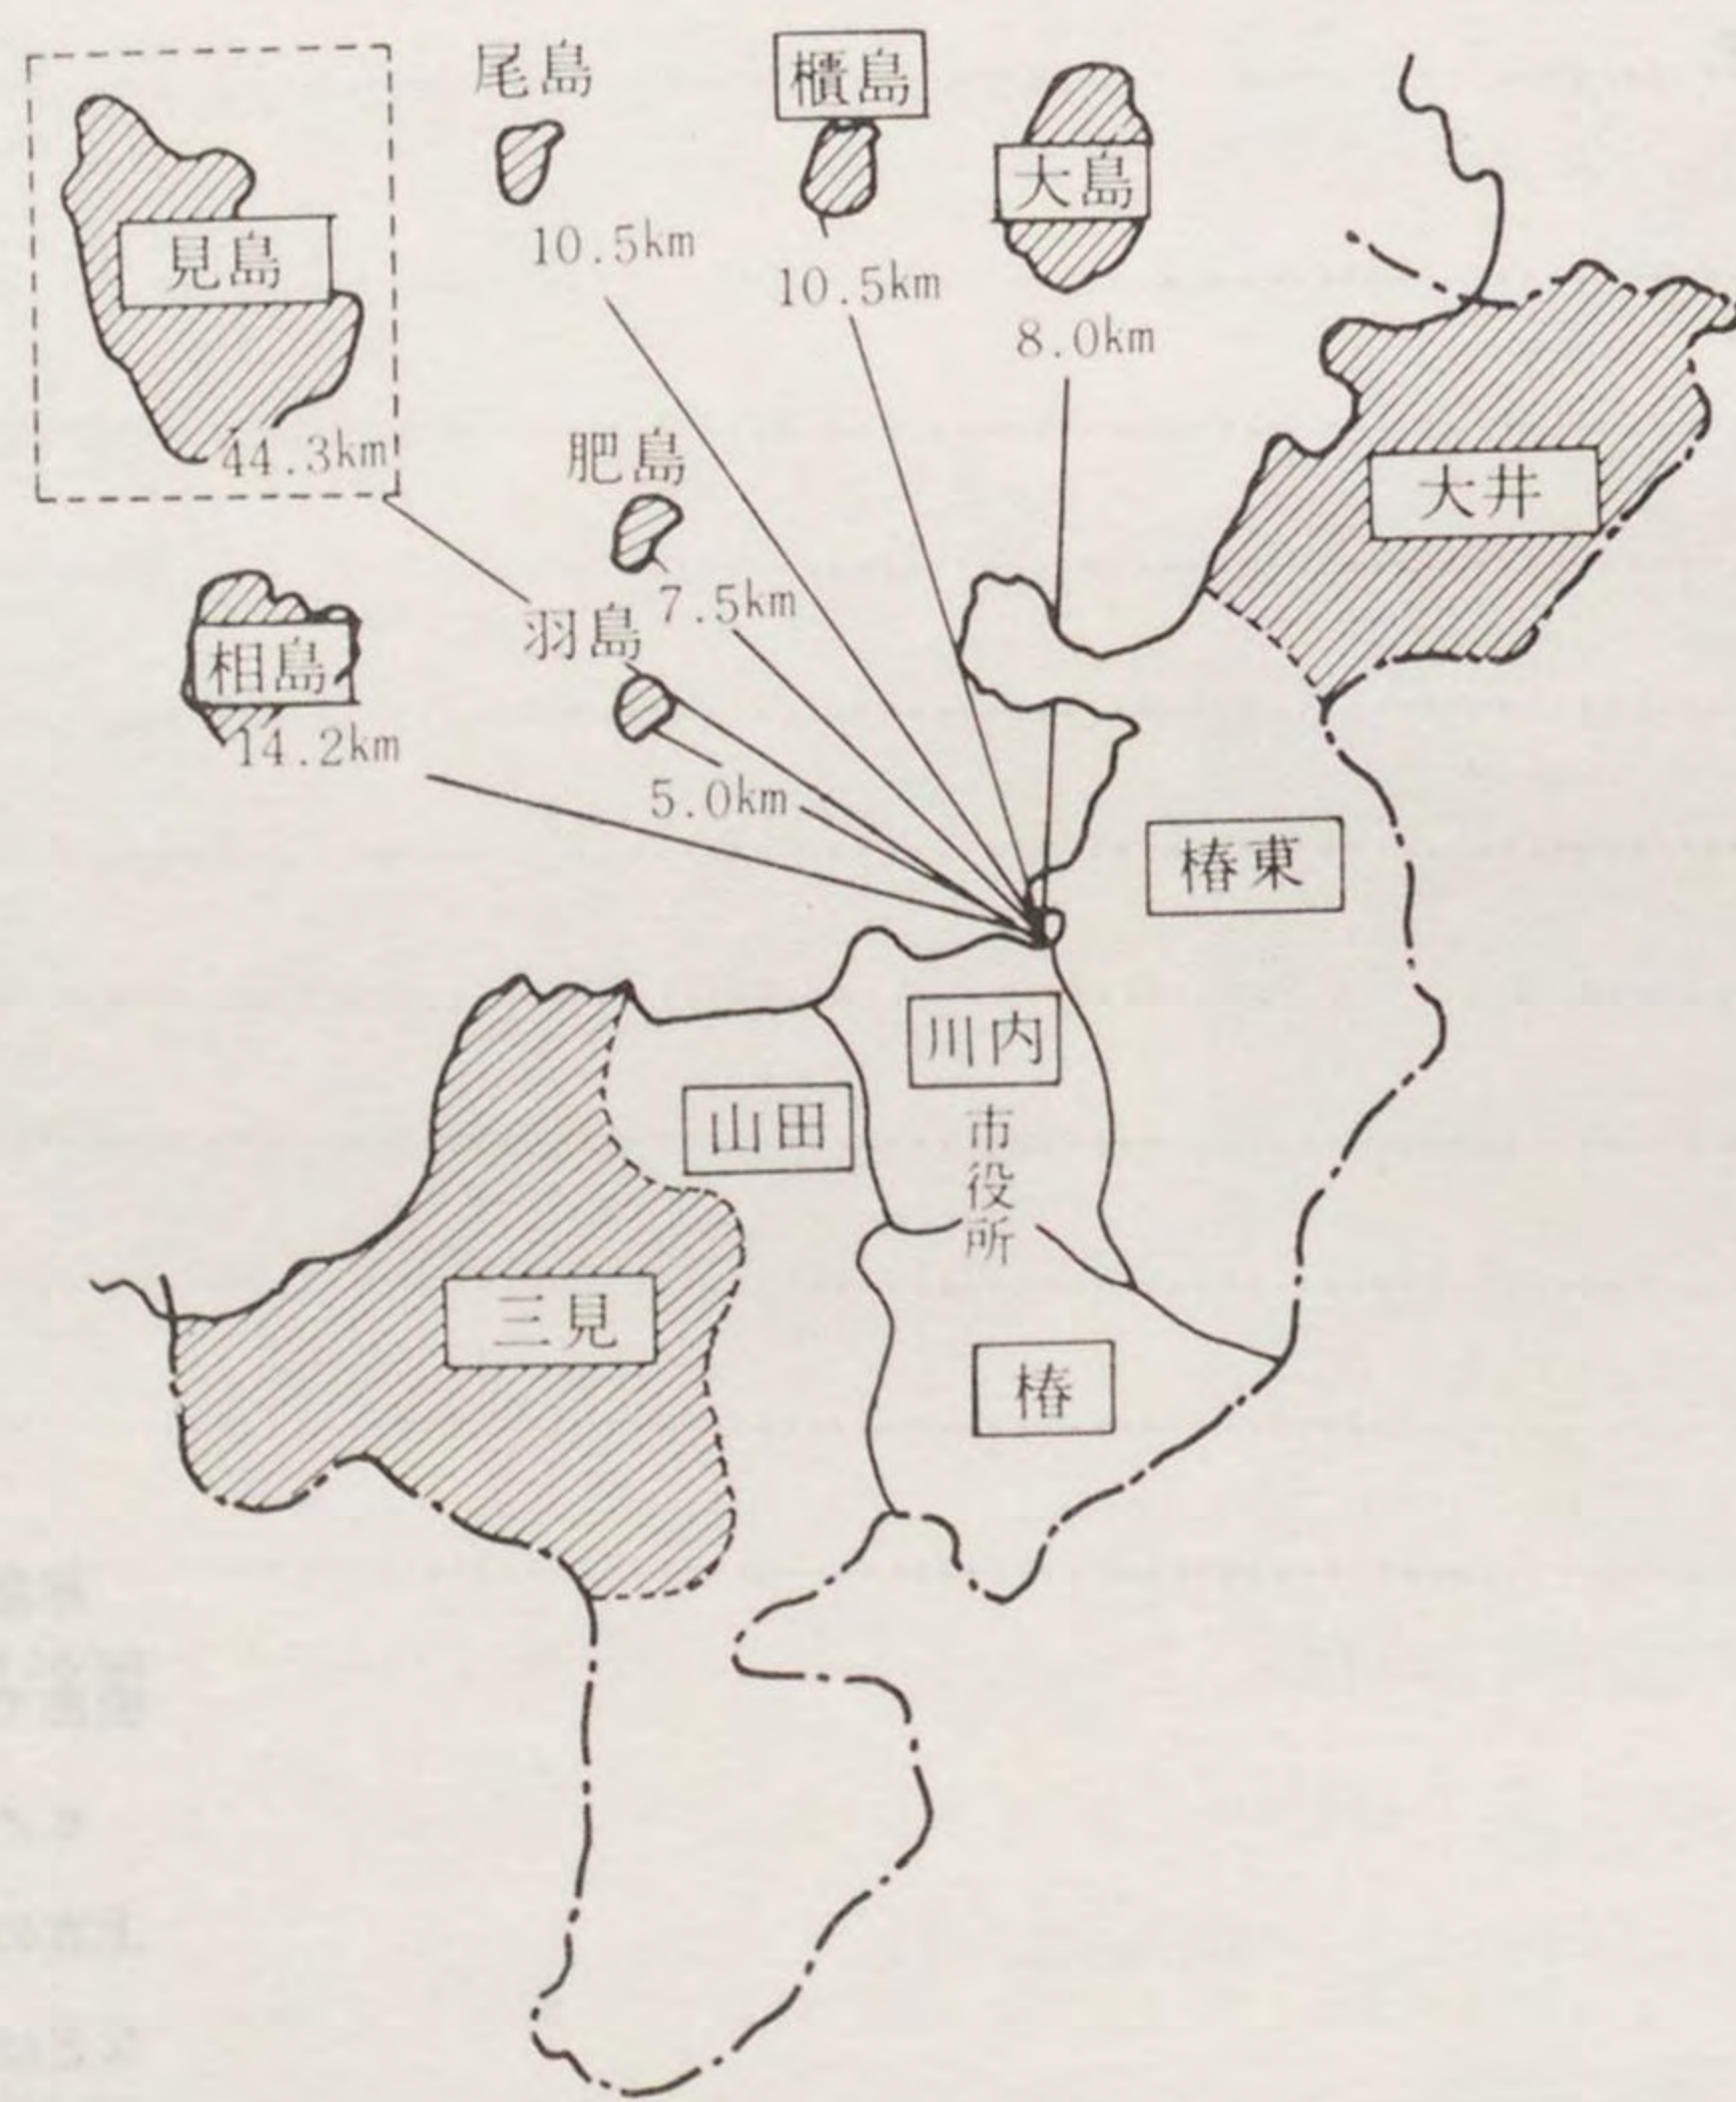 尾島
櫃島
大島
見島
10.5km
10.5km
8.0km
44.3km
肥島
7.5km
大井
羽島
相島
14.2km
5.0km
椿東
川内
山田
市役所
三見
椿